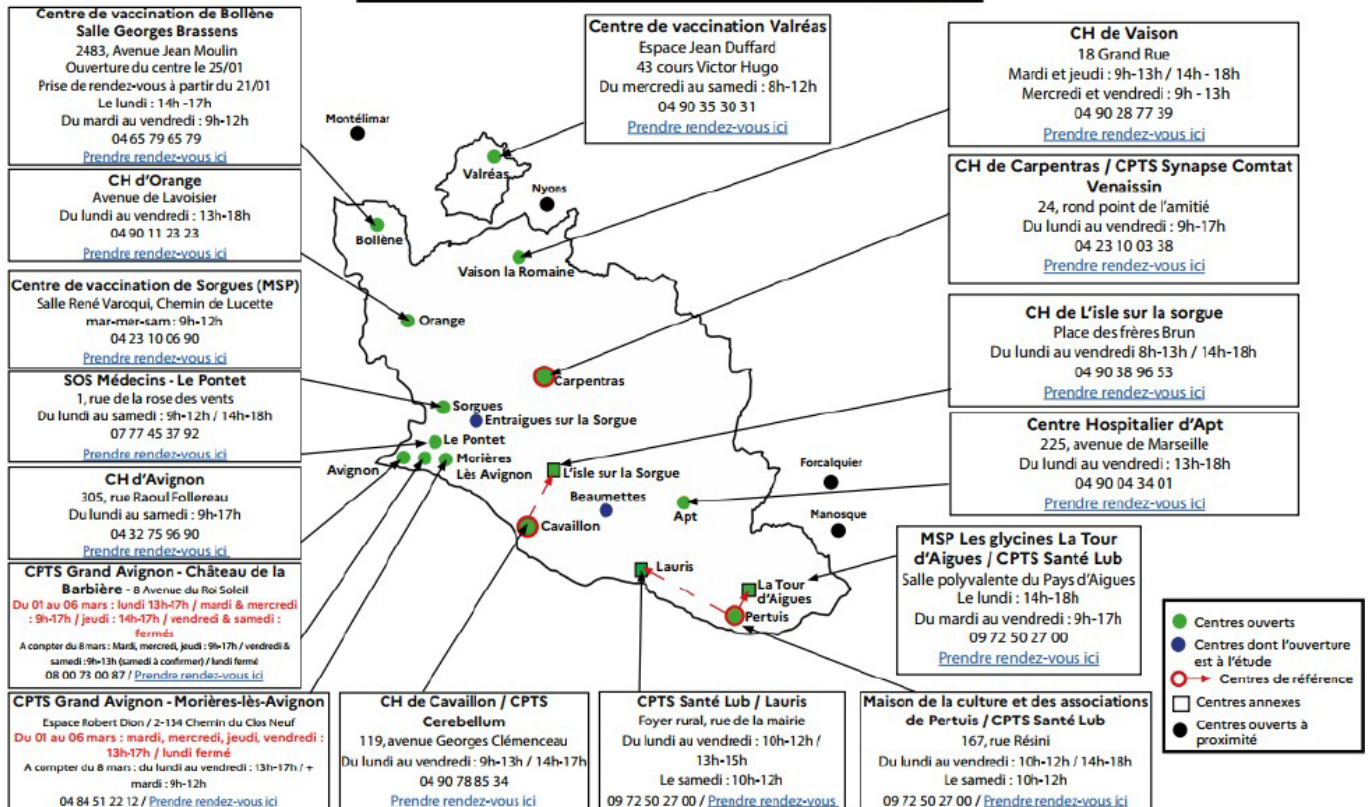 Centre de vaccination de Bollène
Salle Georges Brassens
2483, Avenue Jean Moulin
Ouverture du centre le 25/01
Prise de rendez-vous à partir du 21/01
Le lundi : 14h -17h
Du mardi au vendredi : 9h-12h
04 65 79 65 79
Prendre rendez-vous ici
CH d'Orange
Avenue de Lavoisier
Du lundi au vendredi : 13h-18h
04 90 11 23 23
Prendre rendez-vous ici
Centre de vaccination de Sorgues (MSP)
Salle René Varoqui, Chemin de Lucette
mar-mer-sam : 9h-12h
04 23 10 06 90
Prendre rendez-vous ici
SOS Médecins - Le Pontet
1, rue de la rose des vents
Du lundi au samedi : 9h-12h / 14h-18h
07 77 45 37 92
Prendre rendez-vous ici
CH d'Avignon
305, rue Raoul Follereau
Du lundi au samedi : 9h-17h
04 32 75 96 90
Prendre rendez-vous ici
CPTS Grand Avignon - Château de la
Barbière - 8 Avenue du Roi Soleil
Du 01 au 06 mars : lundi 13h-17h / mardi & mercredi
: 9h-17h / jeudi : 14h-17h / vendredi & samedi :
fermés
A compter du 8 mars : Mardi, mercredi, jeudi : 9h-17h / vendredi &
samedi : 9h-13h (samedi à confirmer) / lundi fermé
08 00 73 00 87 / Prendre rendez-vous ici
CPTS Grand Avignon - Morières-lès-Avignon
Espace Robert Dion / 2-134 Chemin du Clos Neuf
Du 01 au 06 mars : mardi, mercredi, jeudi, vendredi :
13h-17h / lundi fermé
A compter du 8 mars : du lundi au vendredi : 13h-17h / +
mardi : 9h-12h
04 84 51 22 12 / Prendre rendez-vous ici
Centre de vaccination Valréas
Espace Jean Duffard
43 cours Victor Hugo
Du mercredi au samedi : 8h-12h
04 90 35 30 31
Prendre rendez-vous ici
CH de Vaison
18 Grand Rue
Mardi et jeudi : 9h-13h / 14h - 18h
Mercredi et vendredi : 9h - 13h
04 90 28 77 39
Prendre rendez-vous ici
CH de Carpentras / CPTS Synapse Comtat
Venaissin
24, rond point de l'amitié
Du lundi au vendredi : 9h-17h
04 23 10 03 38
Prendre rendez-vous ici
CH de L'isle sur la sorgue
Place des frères Brun
Du lundi au vendredi 8h-13h / 14h-18h
04 90 38 96 53
Prendre rendez-vous ici
Centre Hospitalier d'Apt
225, avenue de Marseille
Du lundi au vendredi : 13h-18h
04 90 04 34 01
Prendre rendez-vous ici
MSP Les glycines La Tour
d'Aigues / CPTS Santé Lub
Salle polyvalente du Pays d'Aigues
Le lundi : 14h-18h
Du mardi au vendredi : 9h-17h
09 72 50 27 00
Prendre rendez-vous ici
CH de Cavaillon / CPTS
Cerebellum
119, avenue Georges Clémenceau
Du lundi au vendredi : 9h-13h / 14h-17h
04 90 78 85 34
Prendre rendez-vous ici
CPTS Santé Lub / Lauris
Foyer rural, rue de la mairie
Du lundi au vendredi : 10h-12h /
13h-15h
Le samedi : 10h-12h
09 72 50 27 00 / Prendre rendez-vous
Maison de la culture et des associations
de Pertuis / CPTS Santé Lub
167, rue Résini
Du lundi au vendredi : 10h-12h / 14h-18h
Le samedi : 10h-12h
09 72 50 27 00 / Prendre rendez-vous ici
Montélimar
Valréas
Nyons
Bollène
Vaison la Romaine
Orange
Carpentras
Sorgues
Entraigues sur la Sorgue
Le Pontet
Avignon
Morières
Lès Avignon
L'isle sur la Sorgue
Beaumettes
Apt
Cavaillon
Forcalquier
Manosque
Lauris
La Tour
d'Aigues
Pertuis
Centres ouverts
Centres dont l'ouverture
est à l'étude
Centres de référence
Centres annexes
Centres ouverts à
proximité